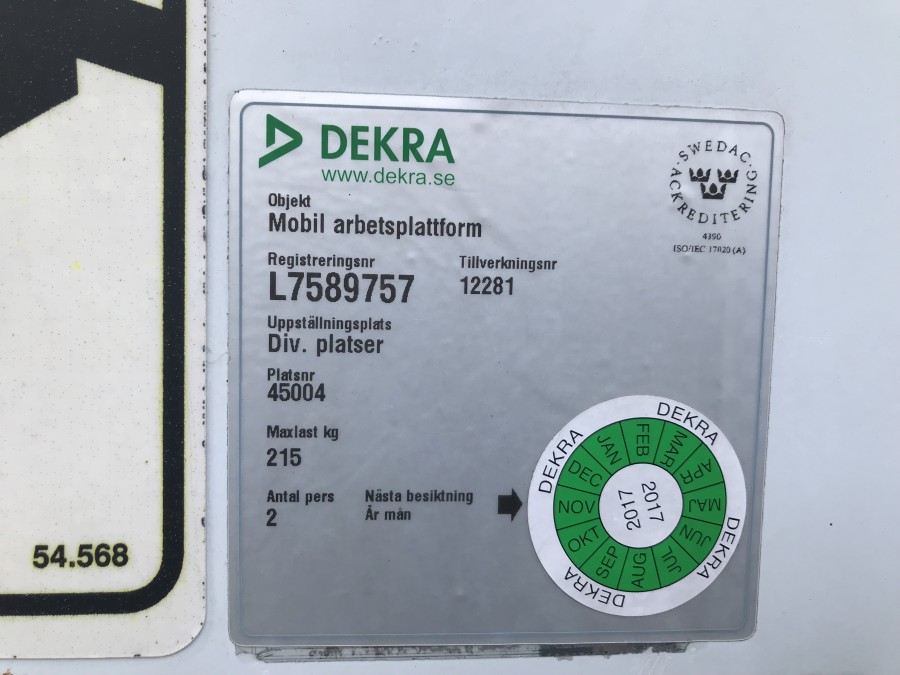 DEKRA
www.dekra.se
SWEDAC
ACKREDITERING
4390
ISO/IEC 17020 (A)
Objekt
Mobil arbetsplattform
Registreringsnr
L7589757
Tillverkningsnr
12281
Uppställningsplats
Div. platser
Platsnr
45004
Maxlast kg
215
Antal pers
2
Nästa besiktning
År mån
DEKRA
DEKRA
DEKRA
DEKRA
JAN
FEB
MAR
APR
MAJ
JUN
JUL
AUG
SEP
OKT
NOV
DEC
2017
54.568